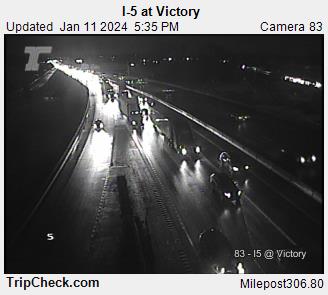 I-5 at Victory
Updated Jan 11 2024 5:35 PM Camera 83
S
83 - I5 @ Victory
TripCheck.com Milepost306.80